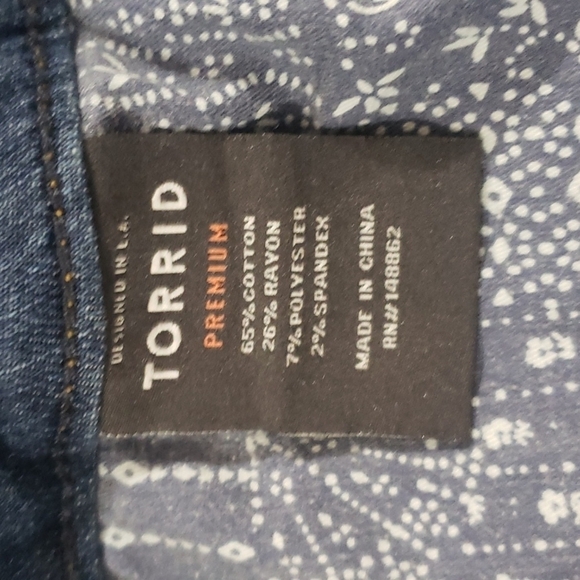 DESIGNED IN L.A.
TORRID
PREMIUM
65% COTTON
26% RAYON
7% POLYESTER
2% SPANDEX
MADE IN CHINA
RN# 148862